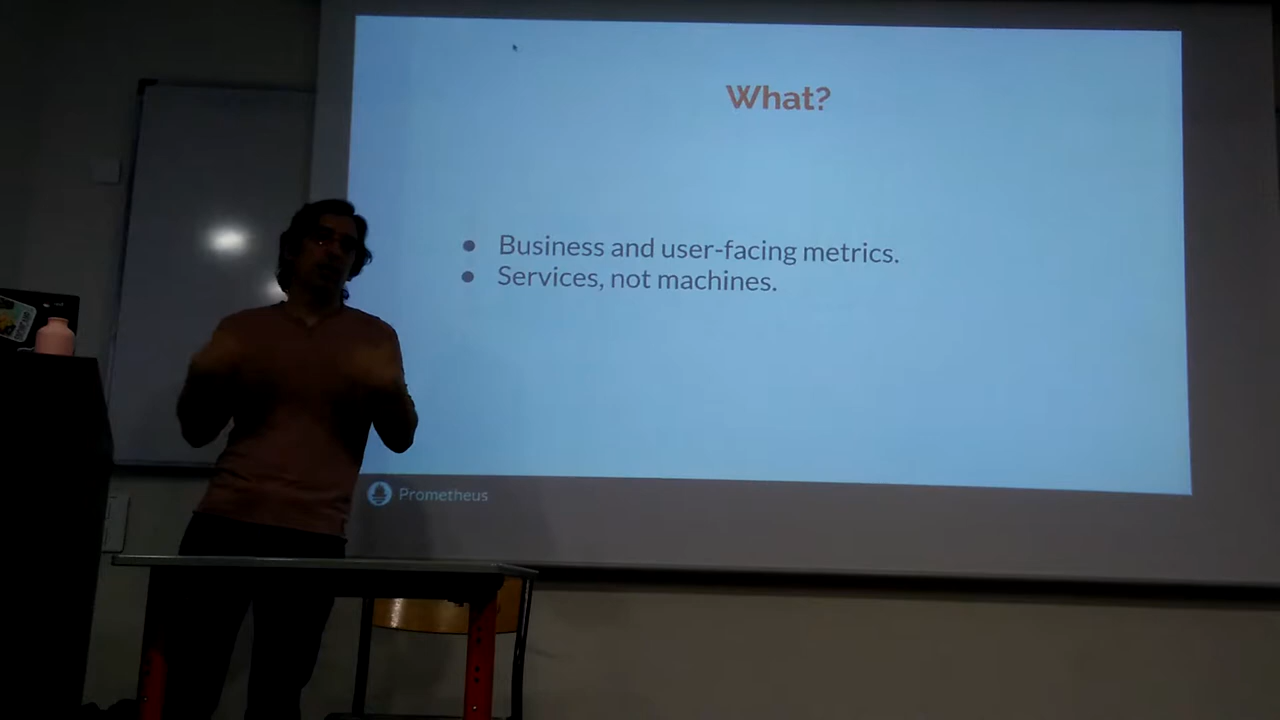 What?
Business and user-facing metrics.
Services, not machines.
Prometheus